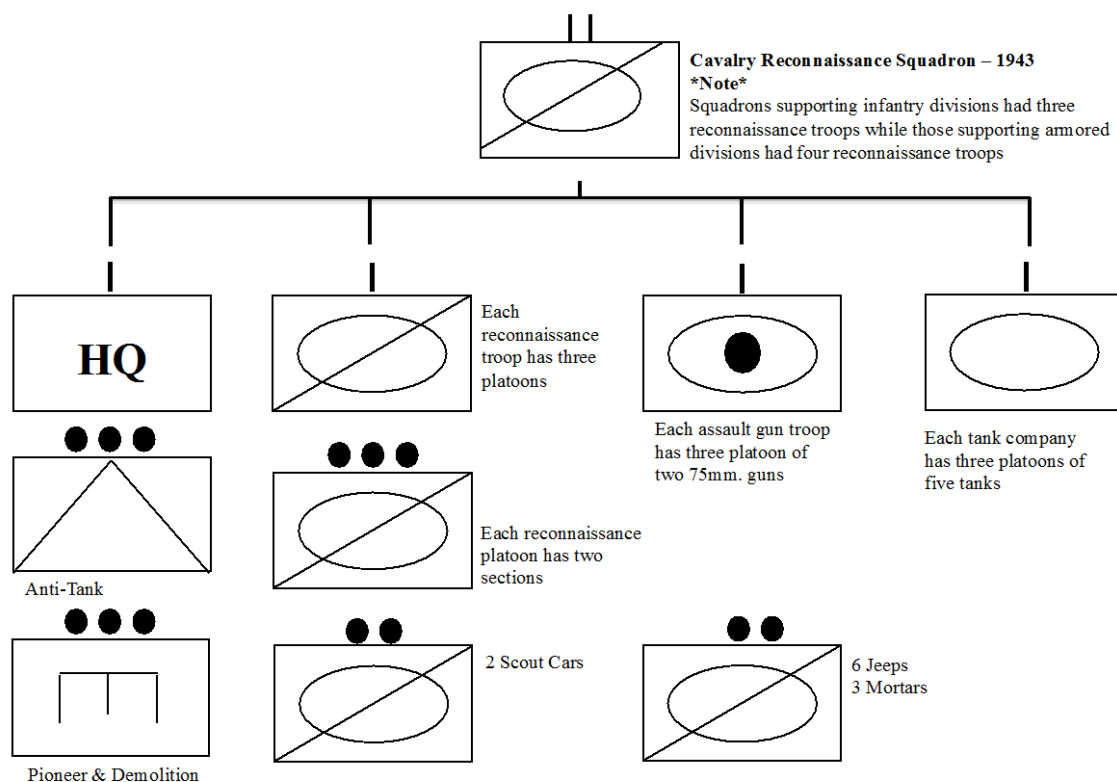 Cavalry Reconnaissance Squadron – 1943
*Note*
Squadrons supporting infantry divisions had three
reconnaissance troops while those supporting armored
divisions had four reconnaissance troops
HQ
Each
reconnaissance
troop has three
platoons
Each assault gun troop
has three platoon of
two 75mm. guns
Each tank company
has three platoons of
five tanks
Anti-Tank
Each reconnaissance
platoon has two
sections
Pioneer & Demolition
2 Scout Cars
6 Jeeps
3 Mortars